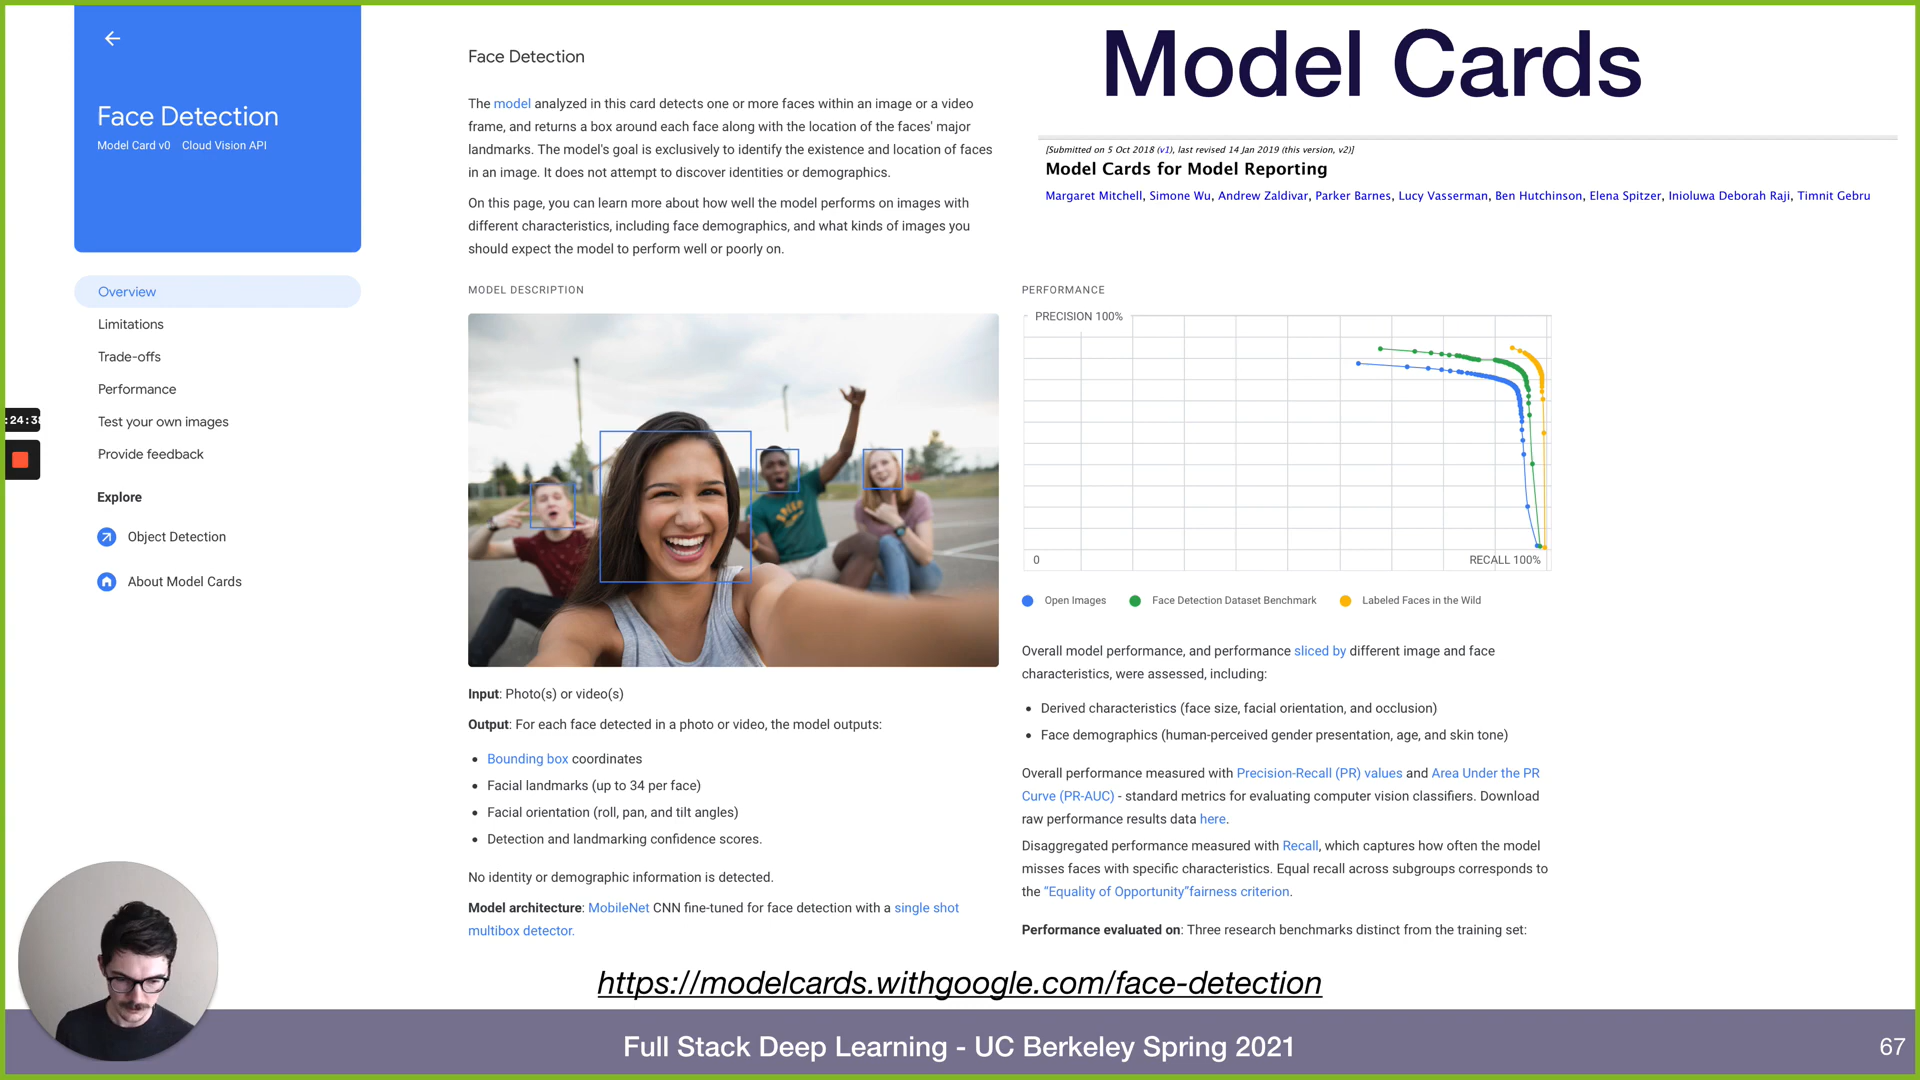 Model Cards
Face Detection
Model Card v0 Cloud Vision API
Overview
Limitations
Trade-offs
Performance
Test your own images
Provide feedback
Explore
Object Detection
About Model Cards
:24:3
Face Detection
The model analyzed in this card detects one or more faces within an image or a video
frame, and returns a box around each face along with the location of the faces' major
landmarks. The model's goal is exclusively to identify the existence and location of faces
in an image. It does not attempt to discover identities or demographics.
On this page, you can learn more about how well the model performs on images with
different characteristics, including face demographics, and what kinds of images you
should expect the model to perform well or poorly on.
MODEL DESCRIPTION
Input: Photo(s) or video(s)
Output: For each face detected in a photo or video, the model outputs:
• Bounding box coordinates
• Facial landmarks (up to 34 per face)
• Facial orientation (roll, pan, and tilt angles)
• Detection and landmarking confidence scores.
No identity or demographic information is detected.
Model architecture: MobileNet CNN fine-tuned for face detection with a single shot
multibox detector.
[Submitted on 5 Oct 2018 (v1), last revised 14 Jan 2019 (this version, v2)]
Model Cards for Model Reporting
Margaret Mitchell, Simone Wu, Andrew Zaldivar, Parker Barnes, Lucy Vasserman, Ben Hutchinson, Elena Spitzer, Inioluwa Deborah Raji, Timnit Gebru
PERFORMANCE
PRECISION 100%
0
RECALL 100%
Open Images
Face Detection Dataset Benchmark
Labeled Faces in the Wild
Overall model performance, and performance sliced by different image and face
characteristics, were assessed, including:
• Derived characteristics (face size, facial orientation, and occlusion)
• Face demographics (human-perceived gender presentation, age, and skin tone)
Overall performance measured with Precision-Recall (PR) values and Area Under the PR
Curve (PR-AUC) - standard metrics for evaluating computer vision classifiers. Download
raw performance results data here.
Disaggregated performance measured with Recall, which captures how often the model
misses faces with specific characteristics. Equal recall across subgroups corresponds to
the “Equality of Opportunity”fairness criterion.
Performance evaluated on: Three research benchmarks distinct from the training set:
https://modelcards.withgoogle.com/face-detection
Full Stack Deep Learning - UC Berkeley Spring 2021
67